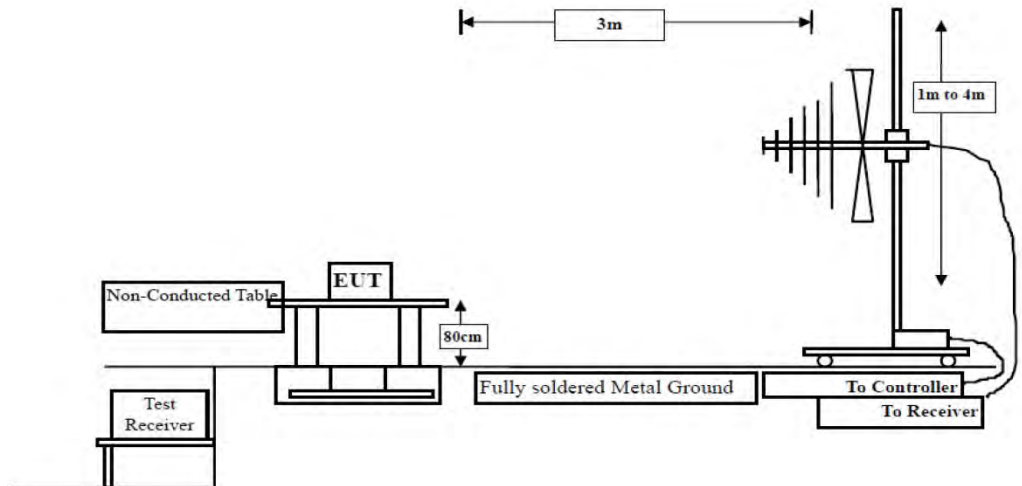 3m
1m to 4m
EUT
Non-Conducted Table
80cm
Fully soldered Metal Ground
To Controller
To Receiver
Test
Receiver